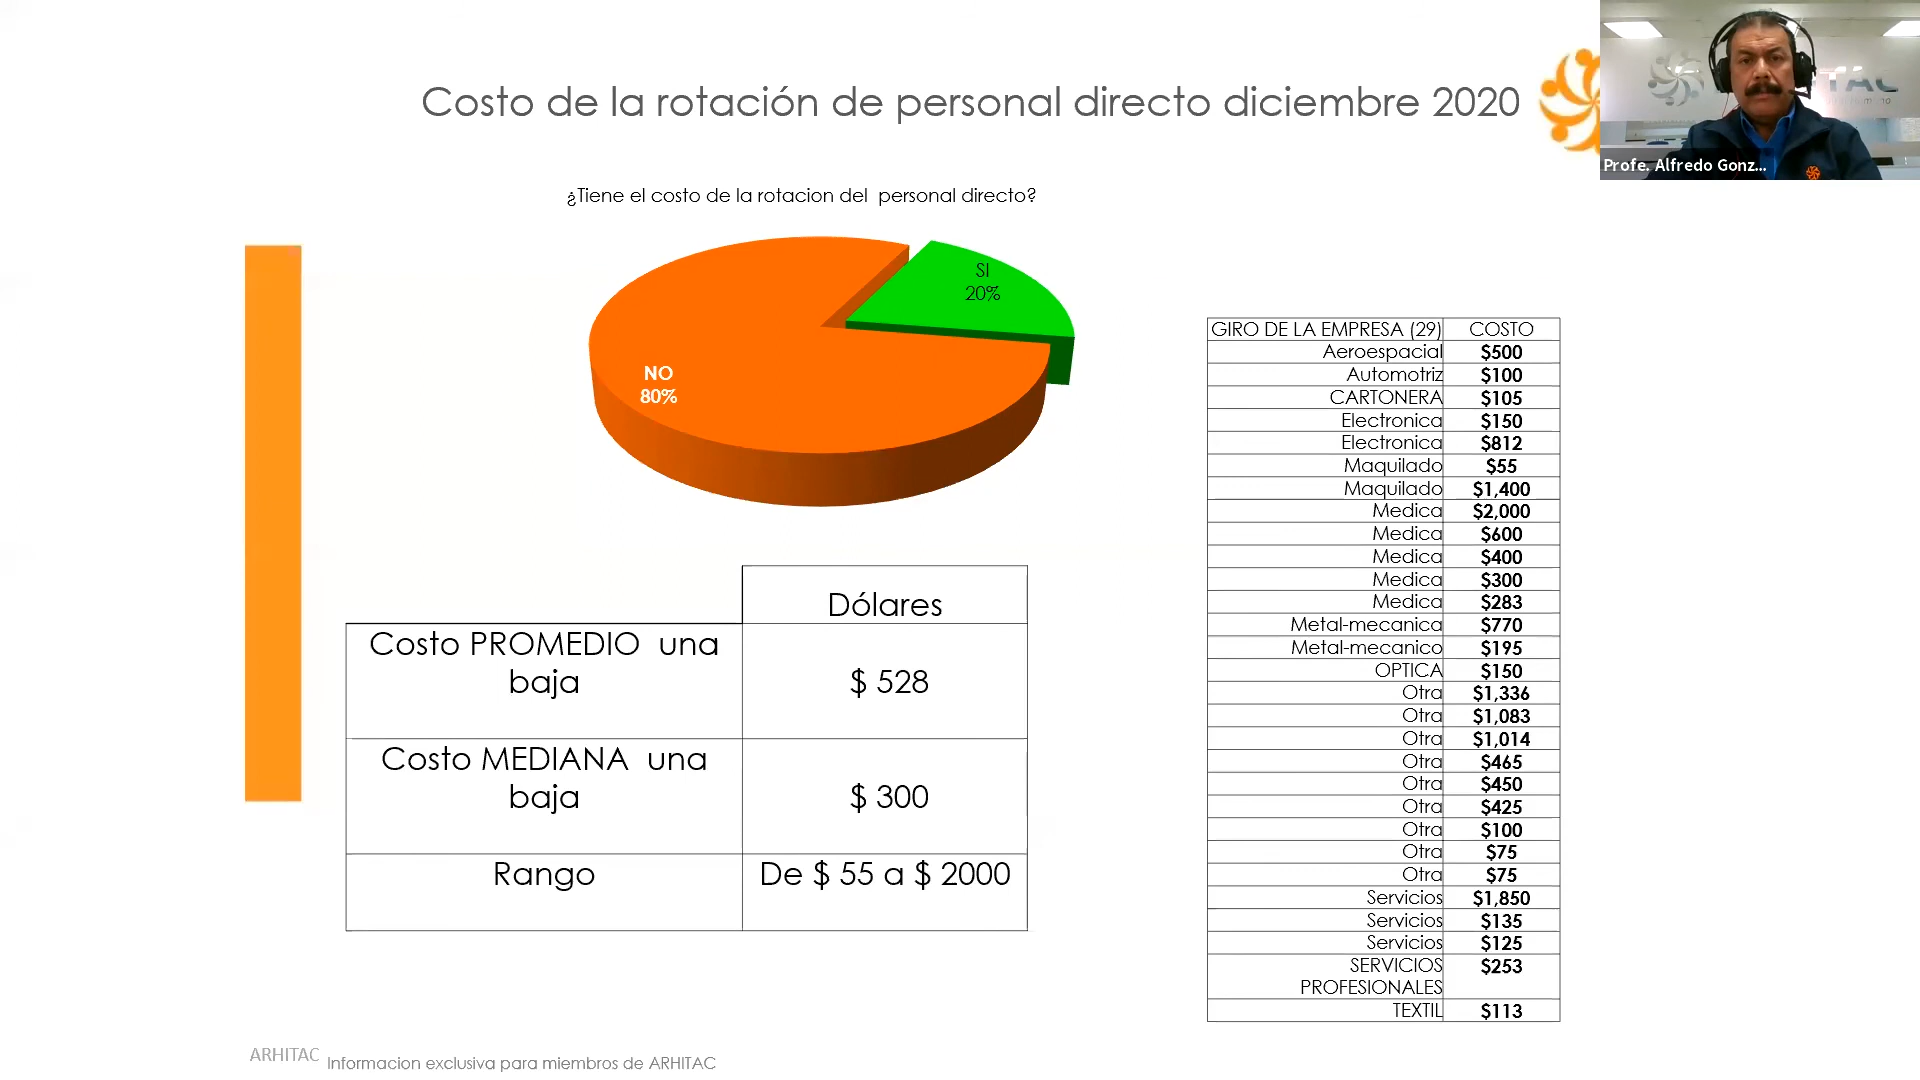 Costo de la rotación de personal directo diciembre 2020
TAC
Profe. Alfredo Gonz...
¿Tiene el costo de la rotacion del  personal directo?
SI
20%
NO
80%
Dólares
Costo PROMEDIO  una
baja
$ 528
Costo MEDIANA  una
baja
$ 300
Rango
De $ 55 a $ 2000
GIRO DE LA EMPRESA (29) COSTO
Aeroespacial $500
Automotriz $100
CARTONERA $105
Electronica $150
Electronica $812
Maquilado $55
Maquilado $1,400
Medica $2,000
Medica $600
Medica $400
Medica $300
Medica $283
Metal-mecanica $770
Metal-mecanico $195
OPTICA $150
Otra $1,336
Otra $1,083
Otra $1,014
Otra $465
Otra $450
Otra $425
Otra $100
Otra $75
Otra $75
Servicios $1,850
Servicios $135
Servicios $125
SERVICIOS $253
PROFESIONALES
TEXTIL $113
ARHITAC
Informacion exclusiva para miembros de ARHITAC